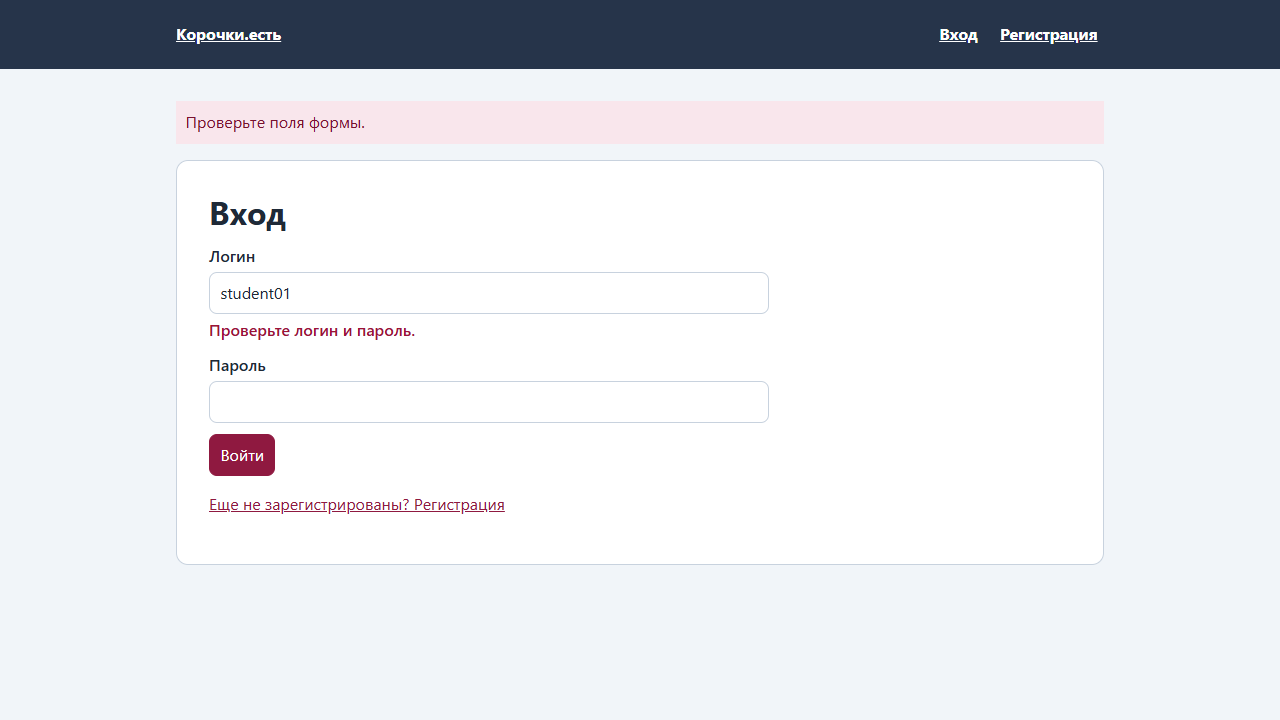 Корочки.есть
Вход Регистрация
Проверьте поля формы.
Вход
Логин
student01
Проверьте логин и пароль.
Пароль
Войти
Еще не зарегистрированы? Регистрация